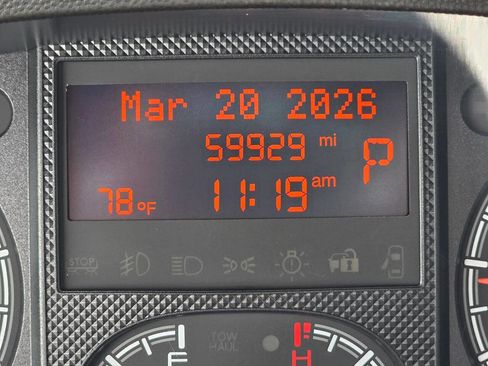 Mar 20 2026
59929 mi
P
78°F 11:19 am
STOP
F TOW HAUL H